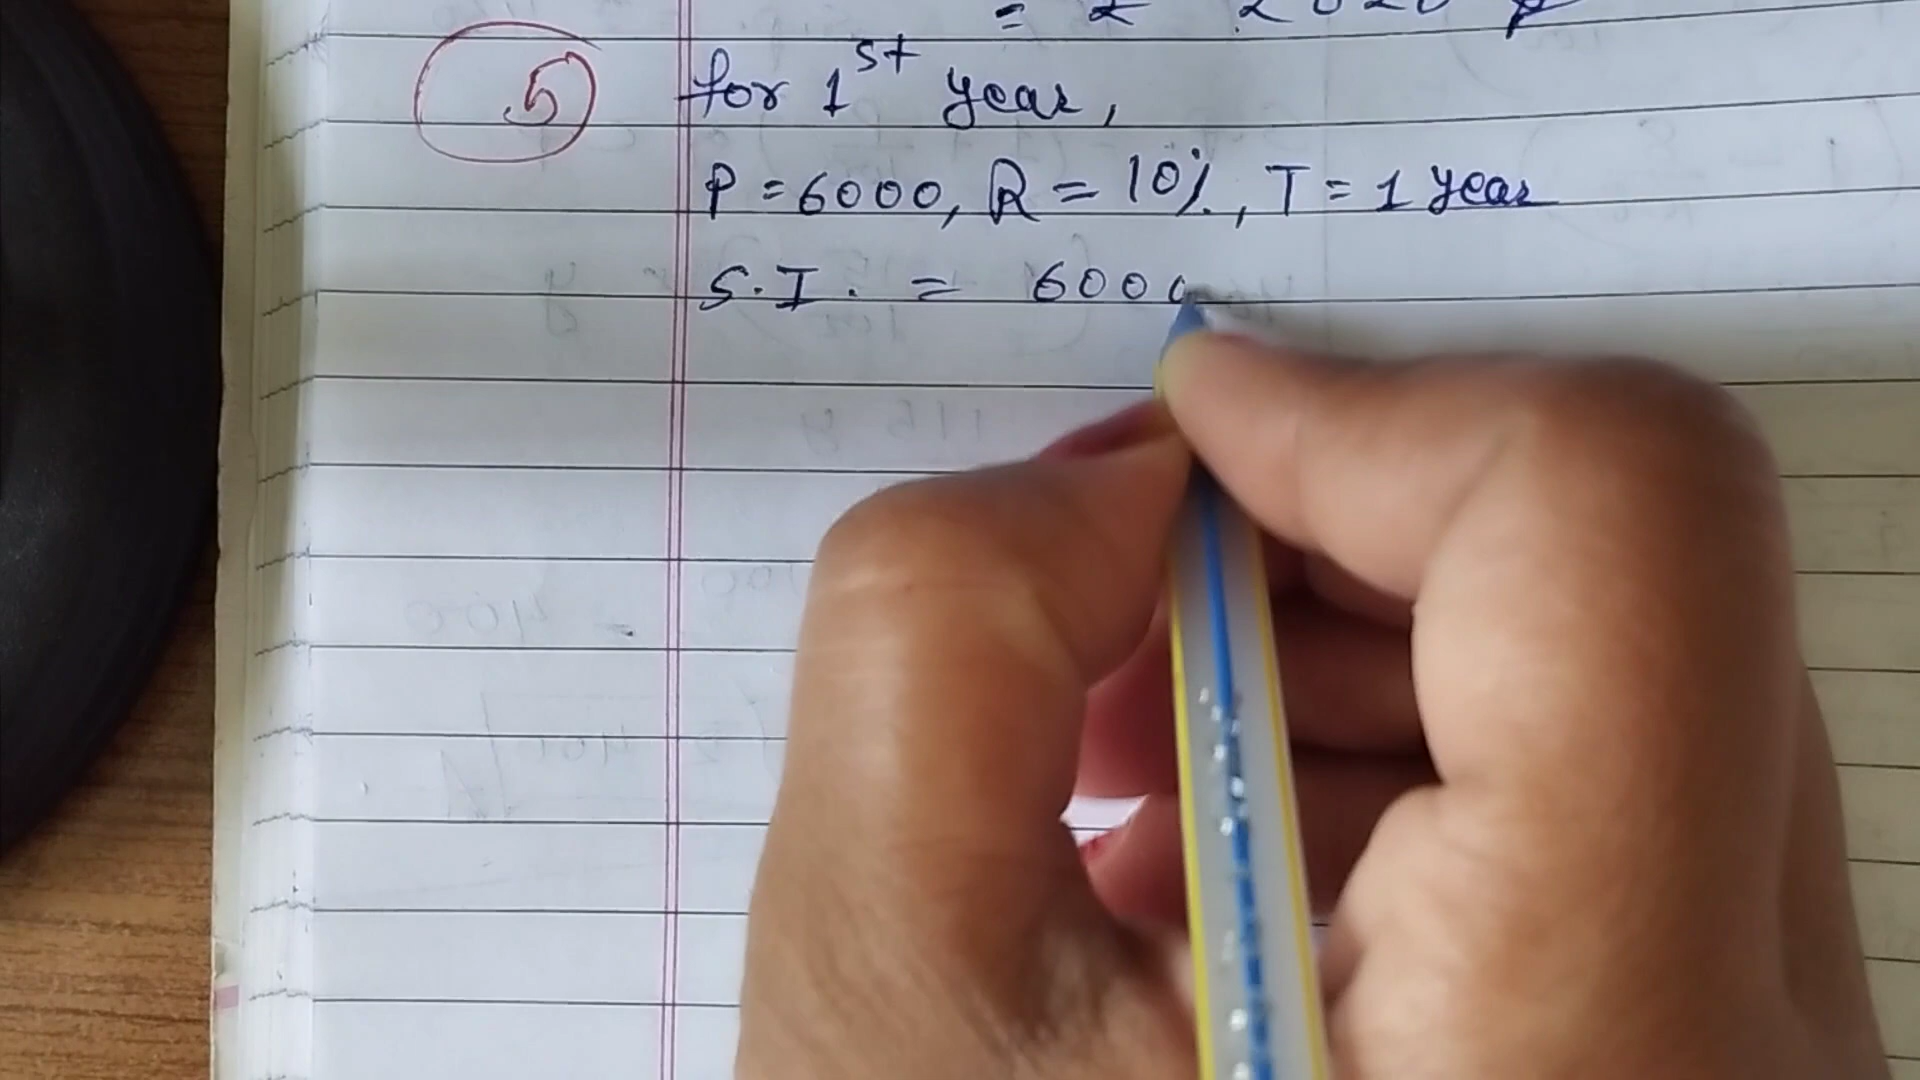 5 for 1st year,
P = 6000, R = 10%, T = 1 year
S.I. = 6000